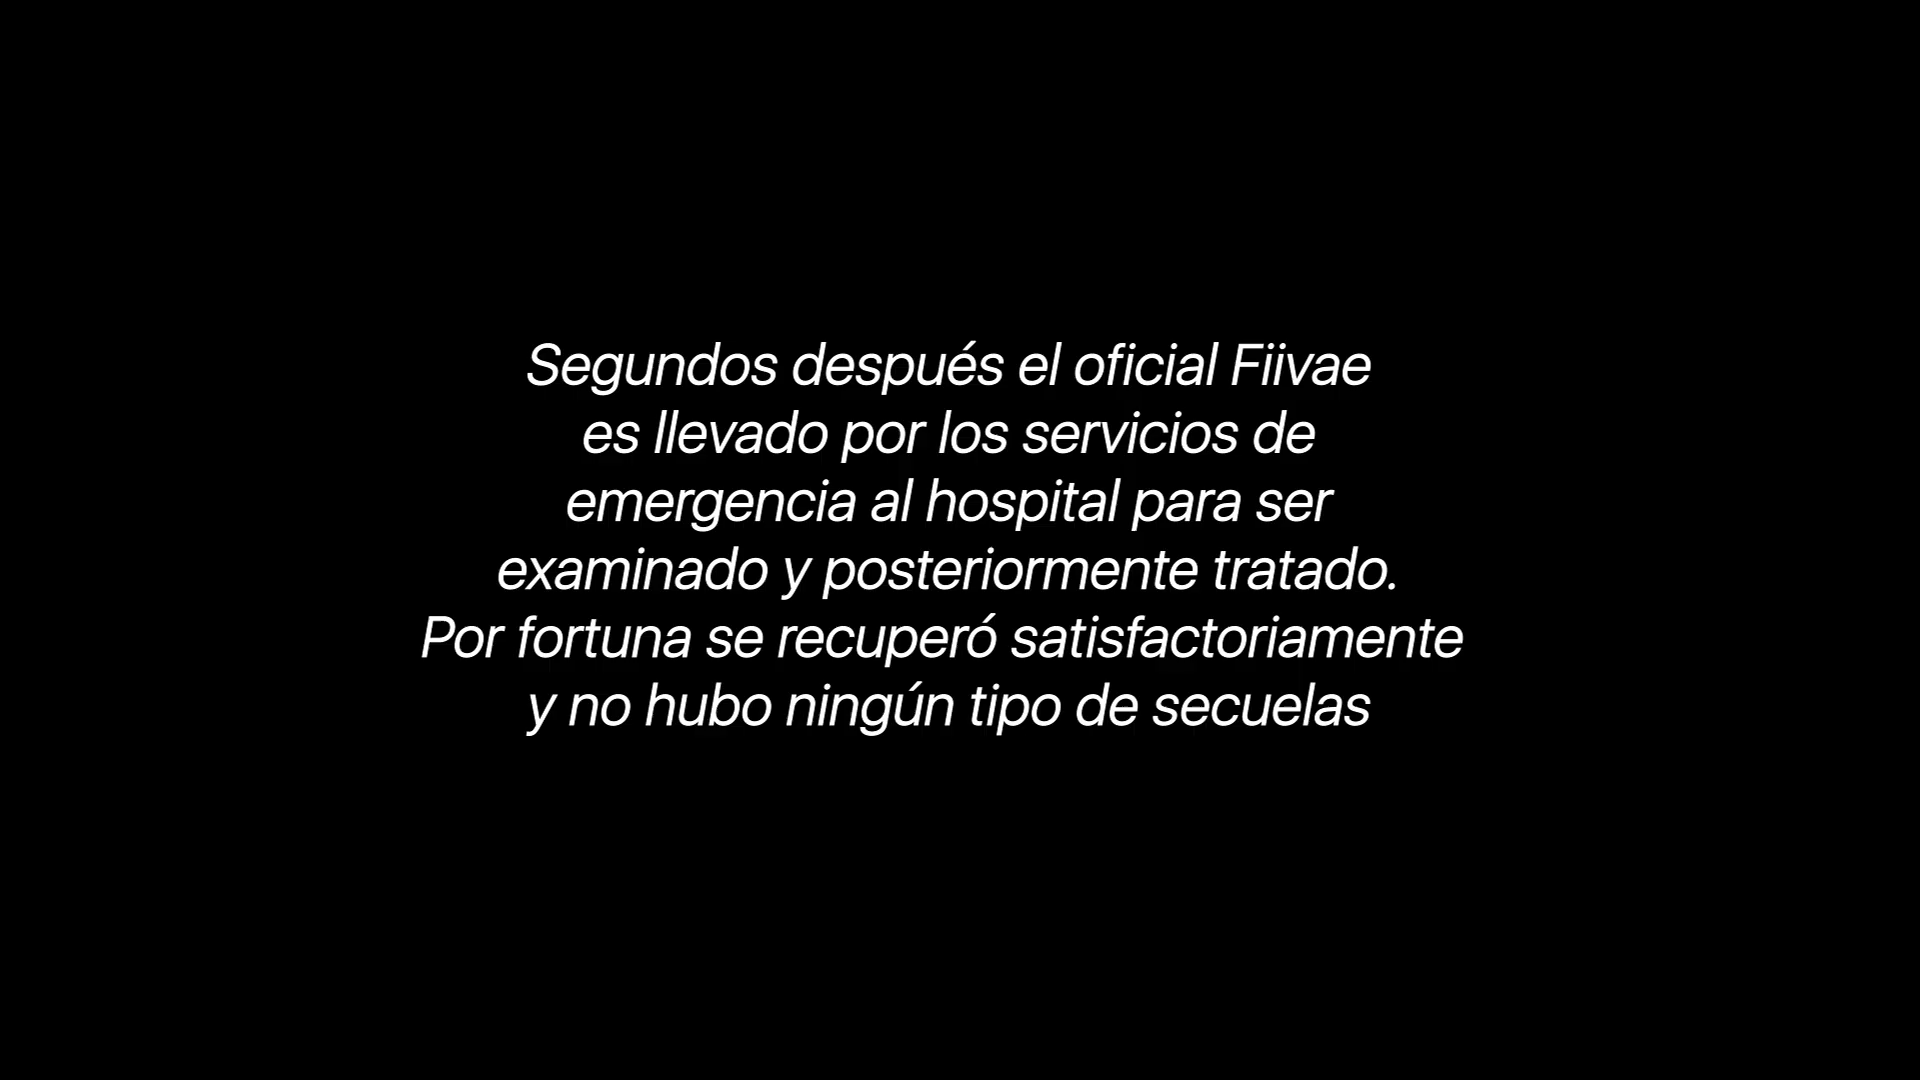 Segundos después el oficial Fiivae
es llevado por los servicios de
emergencia al hospital para ser
examinado y posteriormente tratado.
Por fortuna se recuperó satisfactoriamente
y no hubo ningún tipo de secuelas